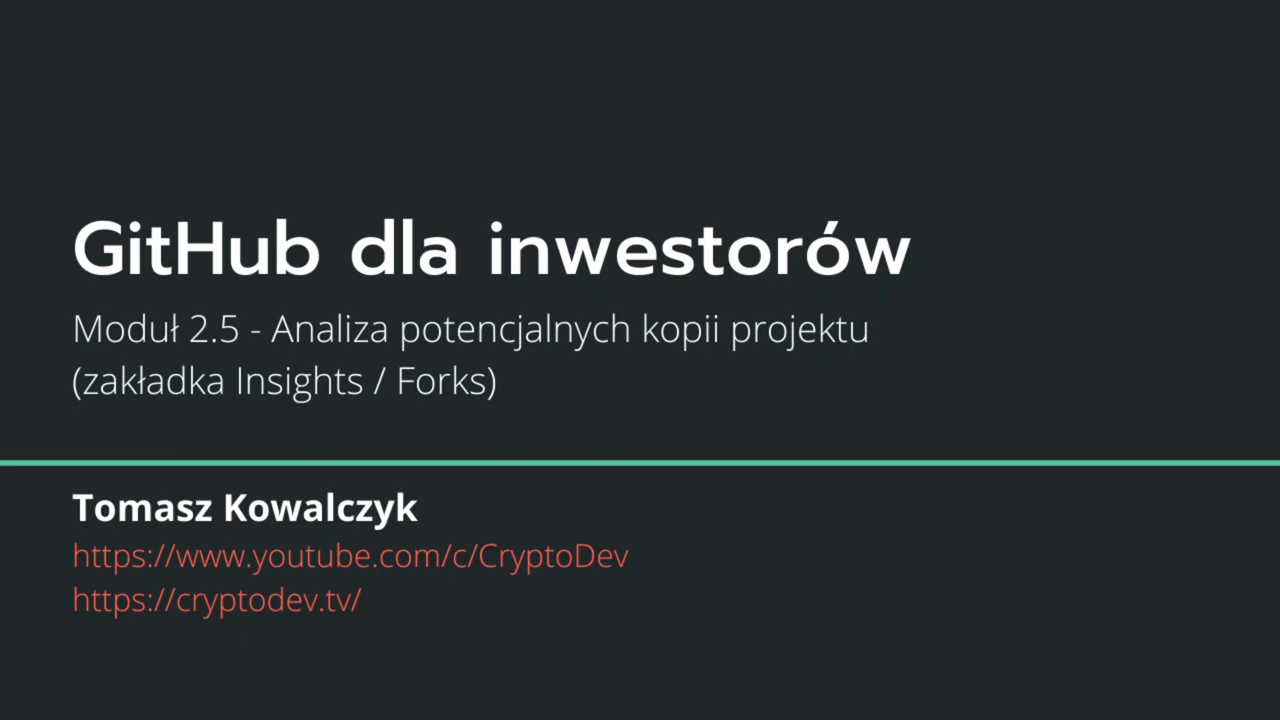 GitHub dla inwestorów
Moduł 2.5 - Analiza potencjalnych kopii projektu
(zakładka Insights / Forks)
Tomasz Kowalczyk
https://www.youtube.com/c/CryptoDev
https://cryptodev.tv/